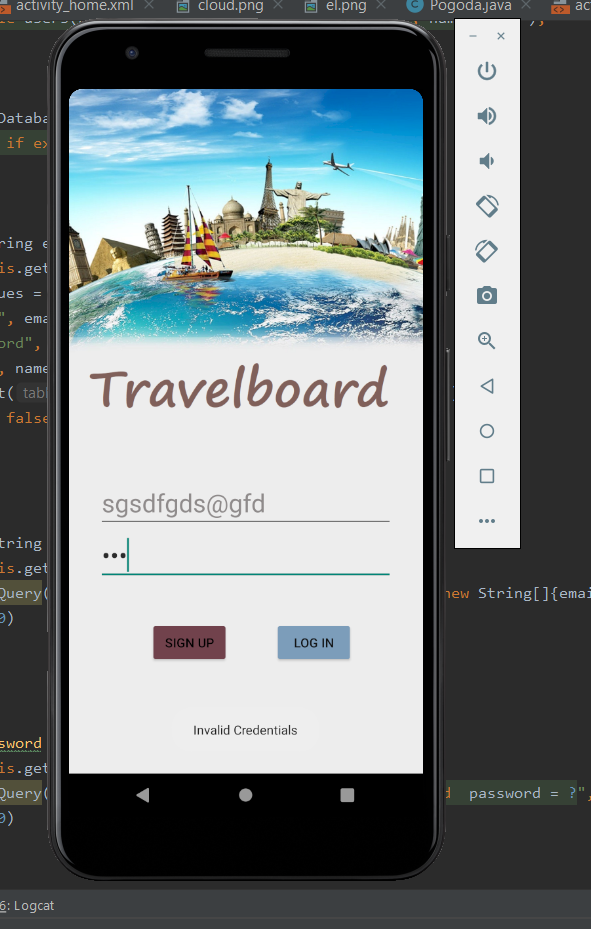 activity_home.xml cloud.png el.png Pogoda.java
Databa
if ex
ring e
is.get
ues =
", ema
ord",
, name
t( tabl
false
Travelboard
sgsdfgds@gfd
•••
tring
is.get
Query( new String[]{emai
0)
SIGN UP LOG IN
Invalid Credentials
sword
is.get
Query( d password = ?",
0)
6: Logcat